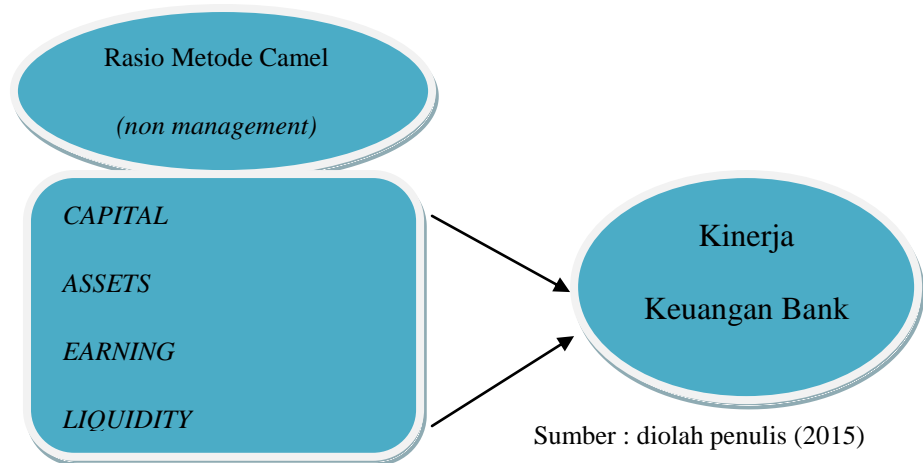 Rasio Metode Camel
(non management)
CAPITAL
ASSETS
EARNING
LIQUIDITY
Kinerja
Keuangan Bank
Sumber : diolah penulis (2015)